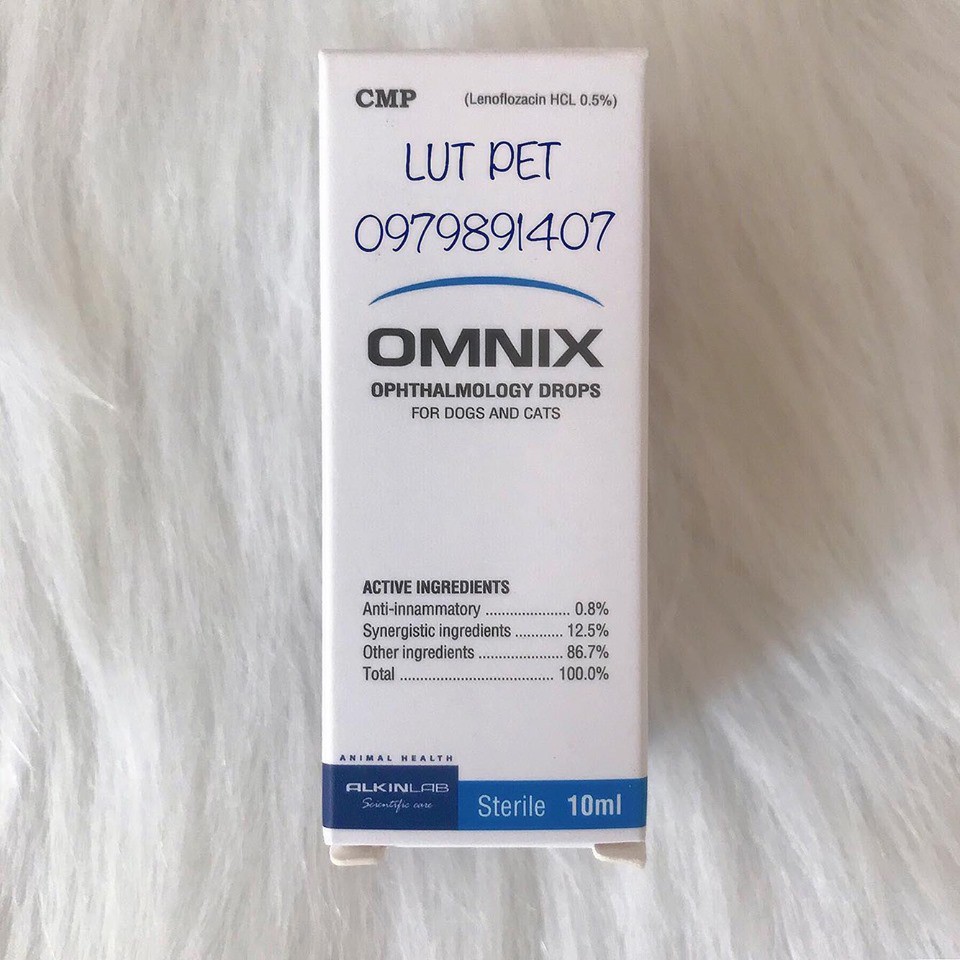 CMP (Lenoflozacin HCL 0.5%)
LUT PET
0979891407
OMNIX
OPHTHALMOLOGY DROPS
FOR DOGS AND CATS
ACTIVE INGREDIENTS
Anti-innammatory .................... 0.8%
Synergistic ingredients ............ 12.5%
Other ingredients .................... 86.7%
Total .................................... 100.0%
ANIMAL HEALTH
ALKINLAB
Scientific care
Sterile 10ml